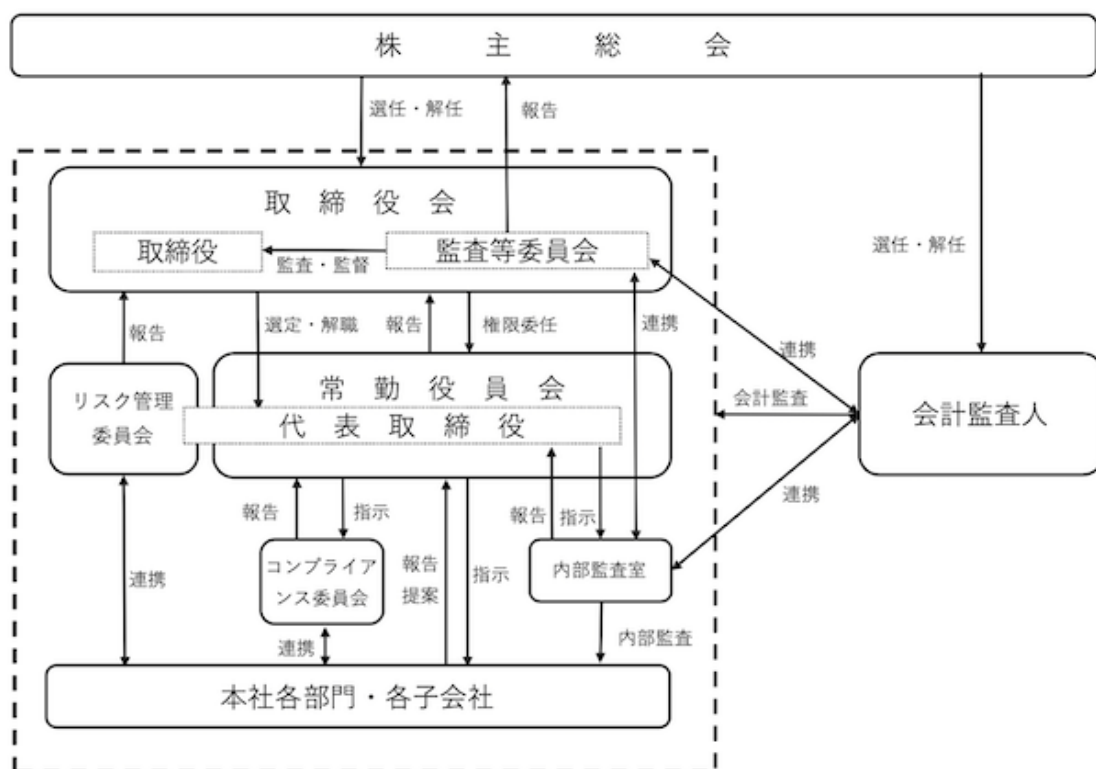 株主総会
選任・解任
報告
取締役会
取締役
監査等委員会
監査・監督
選任・解任
報告
選定・解職
報告
権限委任
連携
連携
リスク管理
委員会
常勤役員会
代表取締役
会計監査
会計監査人
報告
指示
報告
指示
連携
連携
コンプライア
ンス委員会
報告
提案
指示
内部監査室
連携
内部監査
本社各部門・各子会社